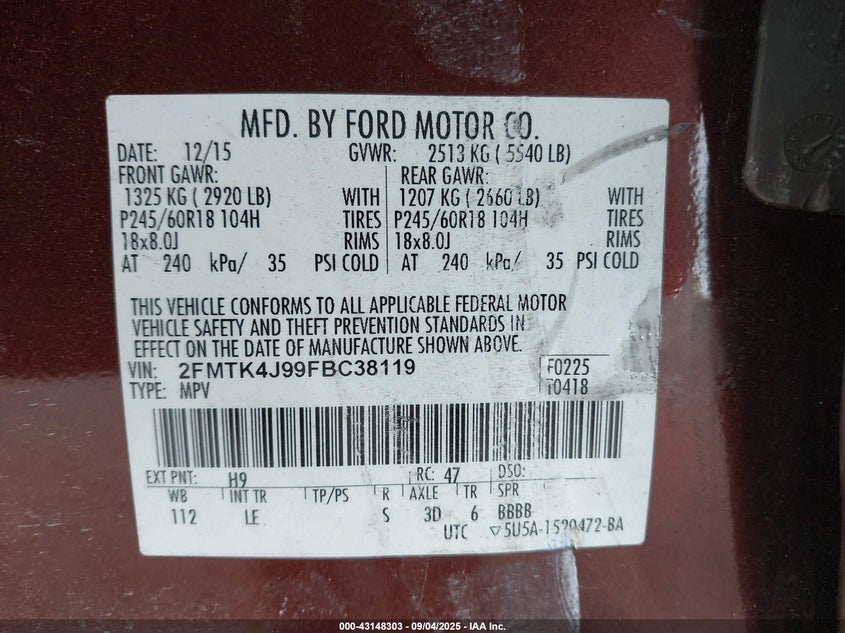 MFD. BY FORD MOTOR CO.
DATE: 12/15 GVWR: 2513 KG ( 5540 LB)
FRONT GAWR: REAR GAWR:
1325 KG ( 2920 LB) WITH 1207 KG ( 2660 LB) WITH
P245/60R18 104H TIRES P245/60R18 104H TIRES
18x8.0J RIMS 18x8.0J RIMS
AT 240 kPa/ 35 PSI COLD AT 240 kPa/ 35 PSI COLD
THIS VEHICLE CONFORMS TO ALL APPLICABLE FEDERAL MOTOR
VEHICLE SAFETY AND THEFT PREVENTION STANDARDS IN
EFFECT ON THE DATE OF MANUFACTURE SHOWN ABOVE.
VIN: 2FMTK4J99FBC38119 F0225
TYPE: MPV T0418
EXT PNT: H9 RC: 47 DSO:
WB INT TR TP/PS R AXLE TR SPR
112 LE S 3D 6 BBBB
UTC ▽5U5A-1520472-BA
000-43148303 - 09/04/2025 - IAA Inc.